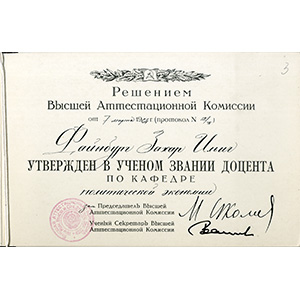 3
Решением
Высшей Аттестационной Комиссии
от 7 марта (протокол N
Файнбург Захар Ильич
УТВЕРЖДЕН В УЧЕНОМ ЗВАНИИ ДОЦЕНТА
ПО КАФЕДРЕ
политической экономии
Председатель Высшей
Аттестационной Комиссии
Ученый Секретарь Высшей
Аттестационной Комиссии